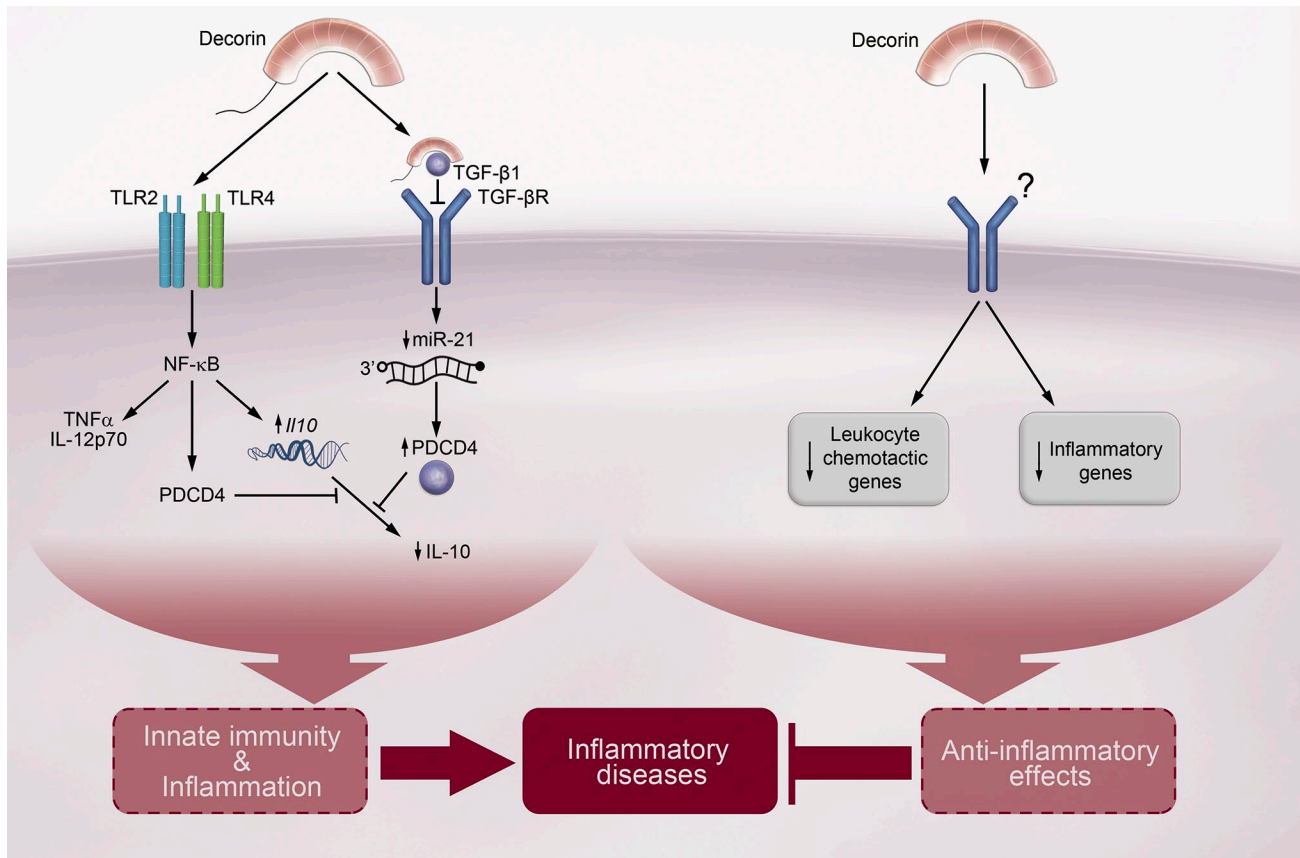 Decorin
Decorin
TGF-β1
TLR2
TLR4
TGF-βR
?
miR-21
NF-κB
3’
TNFα
IL-12p70
Il10
PDCD4
PDCD4
IL-10
Leukocyte
chemotactic
genes
Inflammatory
genes
Innate immunity
&
Inflammation
Inflammatory
diseases
Anti-inflammatory
effects